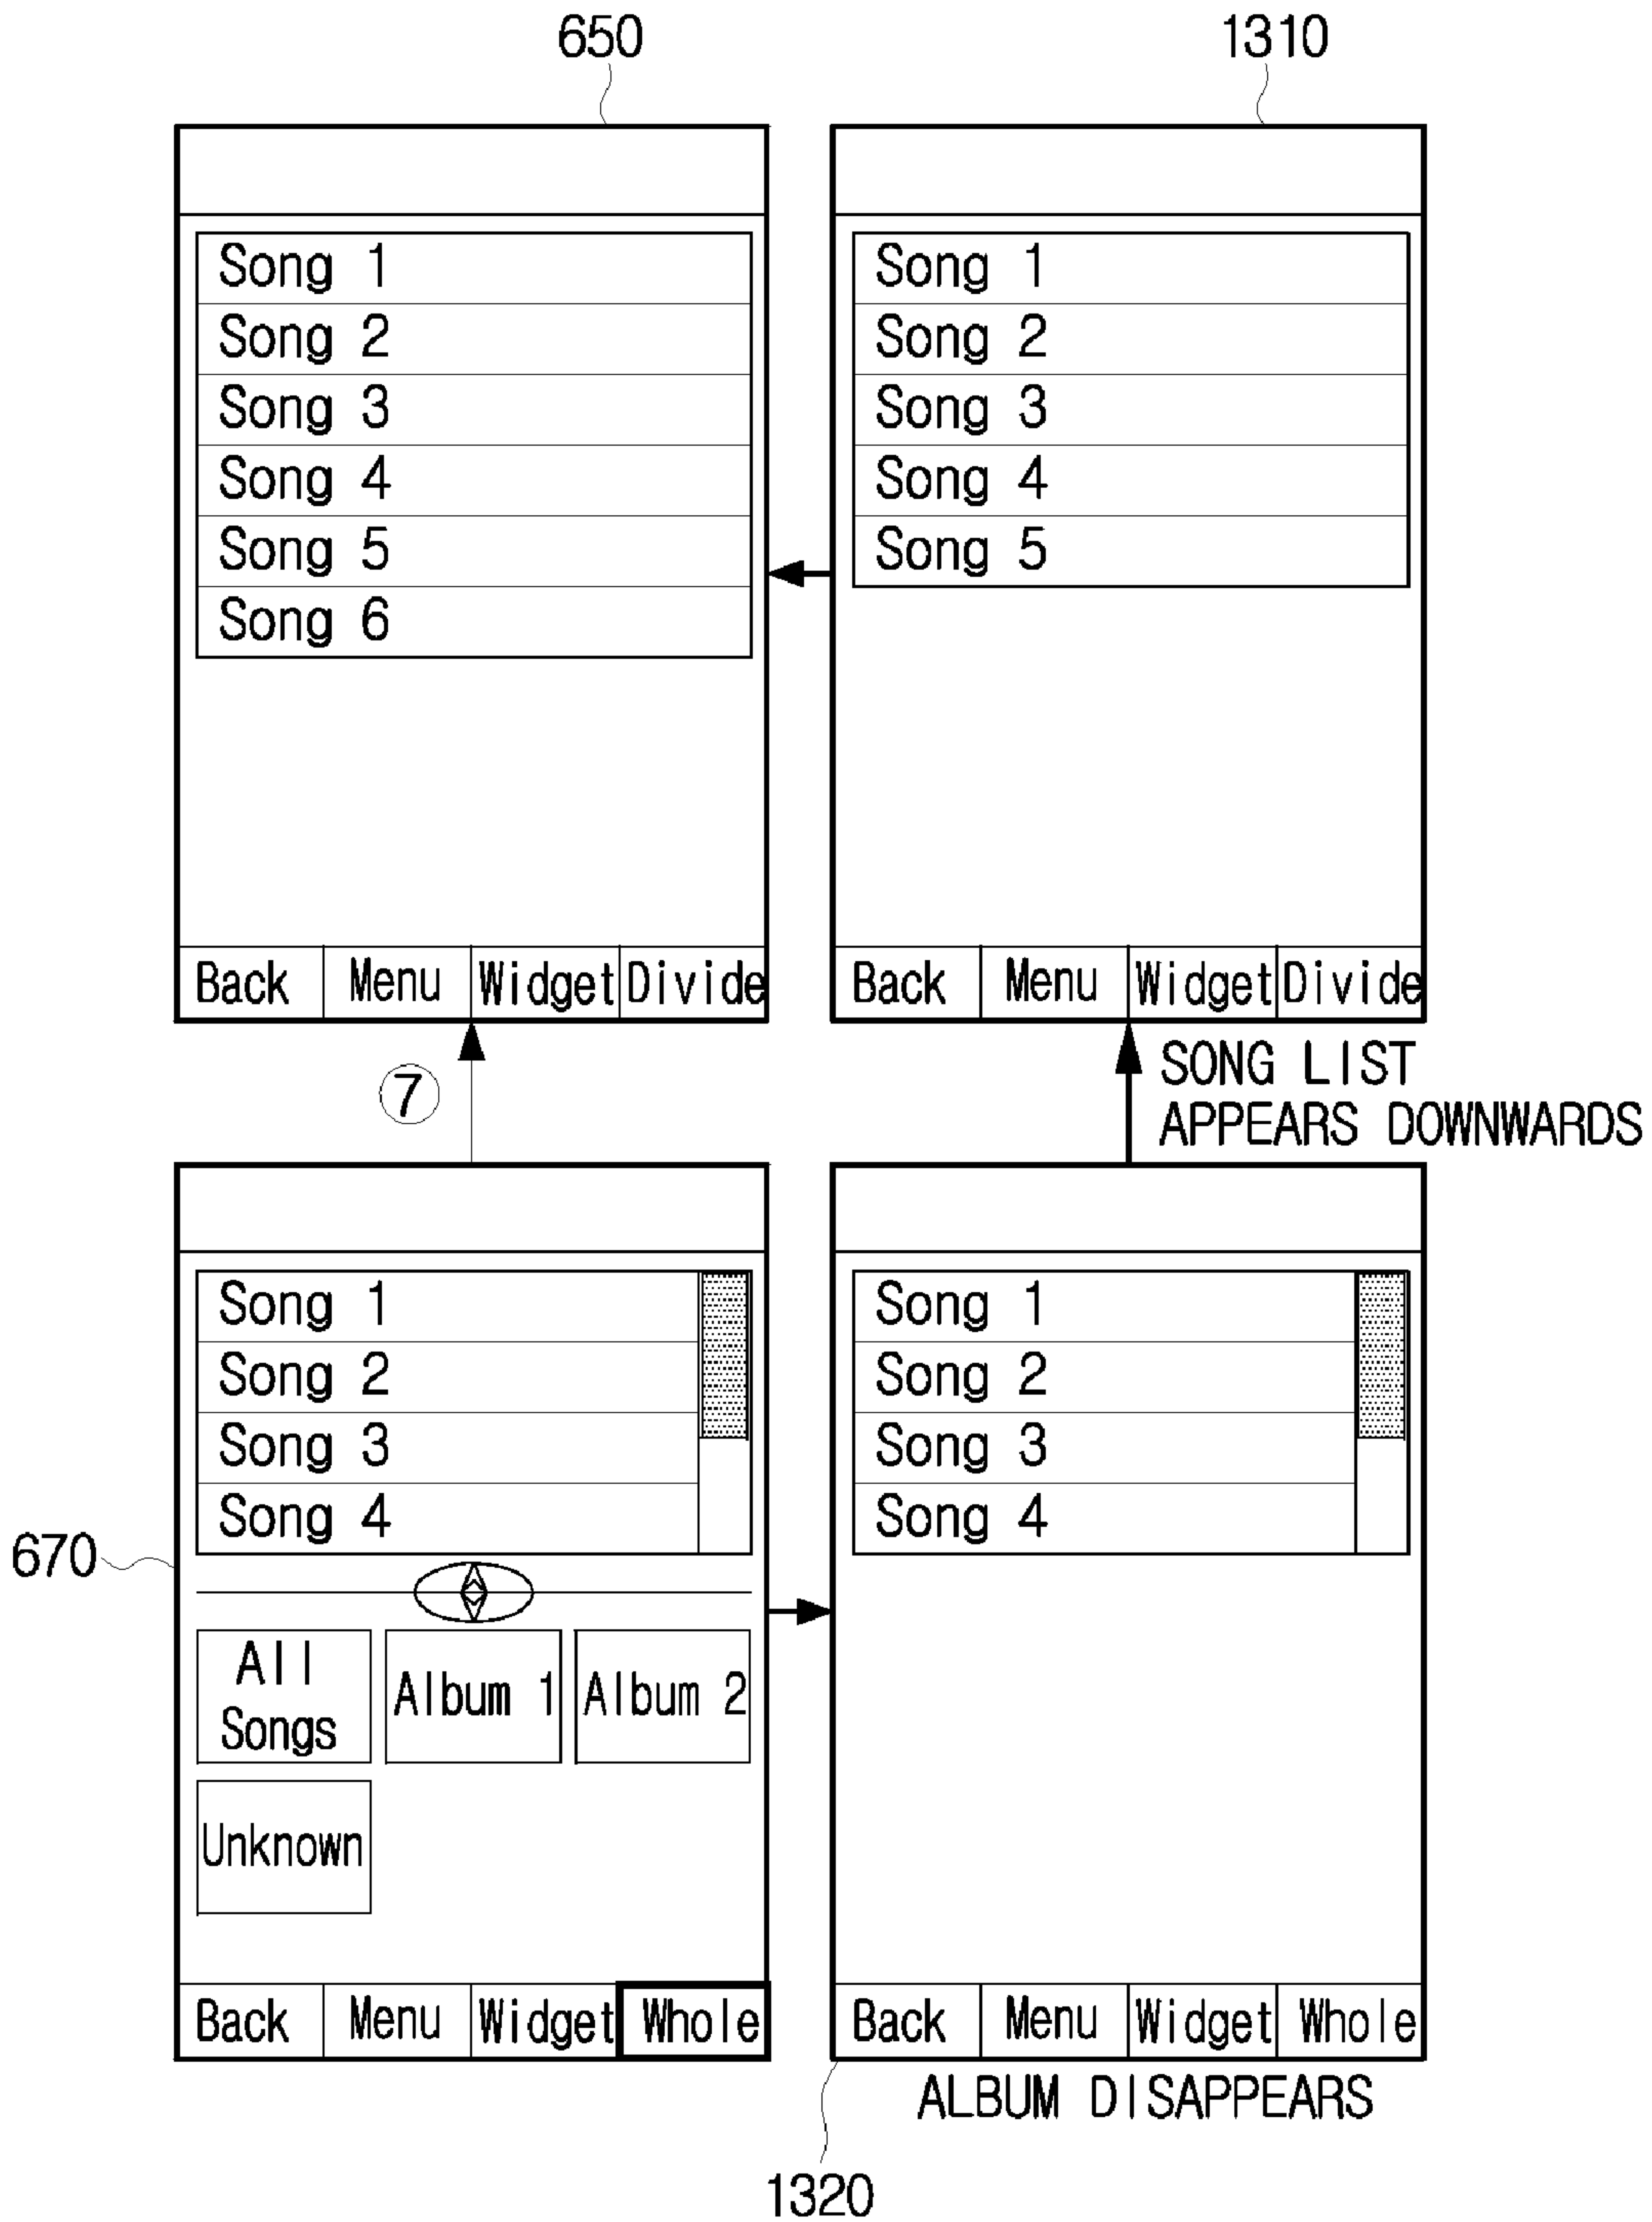 650
1310
Song 1
Song 2
Song 3
Song 4
Song 5
Song 6
Back Menu Widget Divide
Song 1
Song 2
Song 3
Song 4
Song 5
Back Menu Widget Divide
7
SONG LIST
APPEARS DOWNWARDS
670
Song 1
Song 2
Song 3
Song 4
All
Songs
Album 1
Album 2
Unknown
Back Menu Widget Whole
Song 1
Song 2
Song 3
Song 4
Back Menu Widget Whole
ALBUM DISAPPEARS
1320